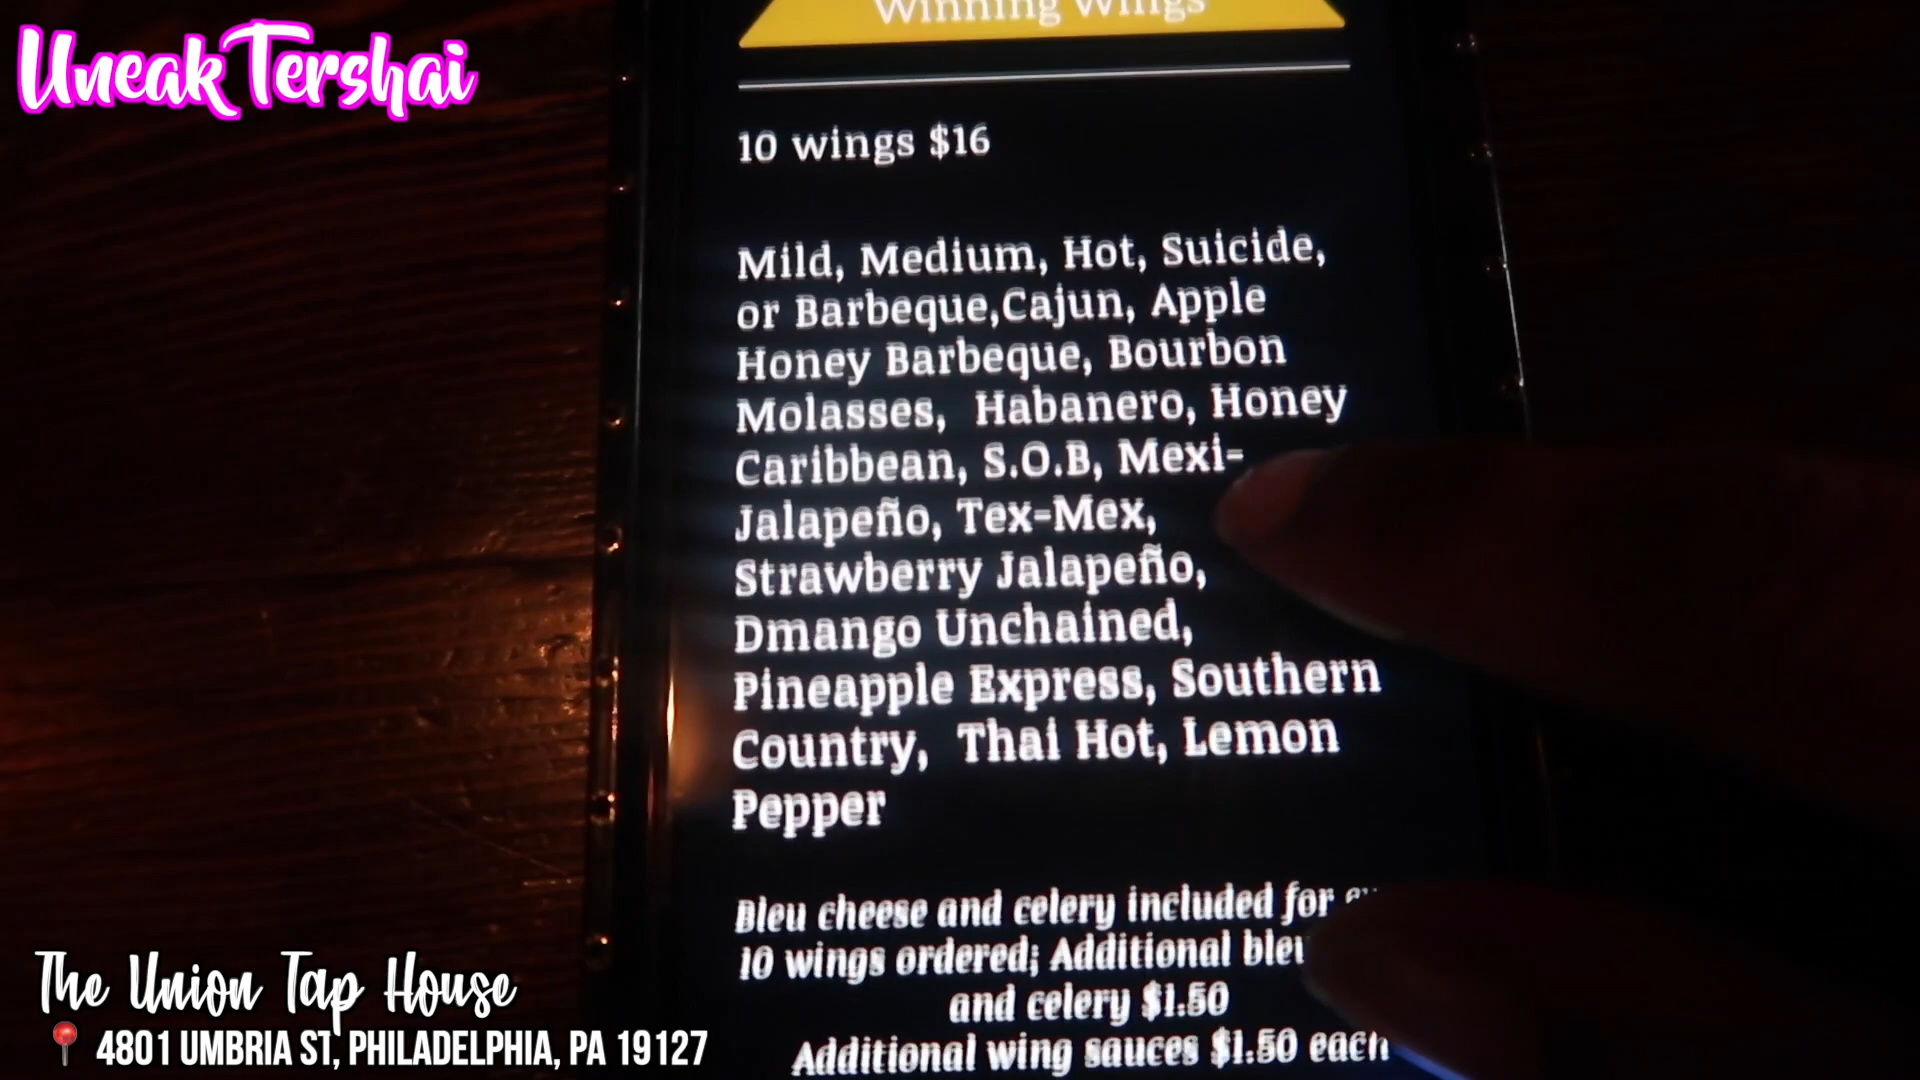 Uneak Tershai
Winning Wings
10 wings $16
Mild, Medium, Hot, Suicide,
or Barbeque,Cajun, Apple
Honey Barbeque, Bourbon
Molasses, Habanero, Honey
Caribbean, S.O.B, Mexi-
Jalapeño, Tex-Mex,
Strawberry Jalapeño,
Dmango Unchained,
Pineapple Express, Southern
Country, Thai Hot, Lemon
Pepper
Bleu cheese and celery included for
10 wings ordered; Additional
and celery $1.50
Additional wing sauces $1.50 each
The Union Tap House
4801 UMBRIA ST, PHILADELPHIA, PA 19127